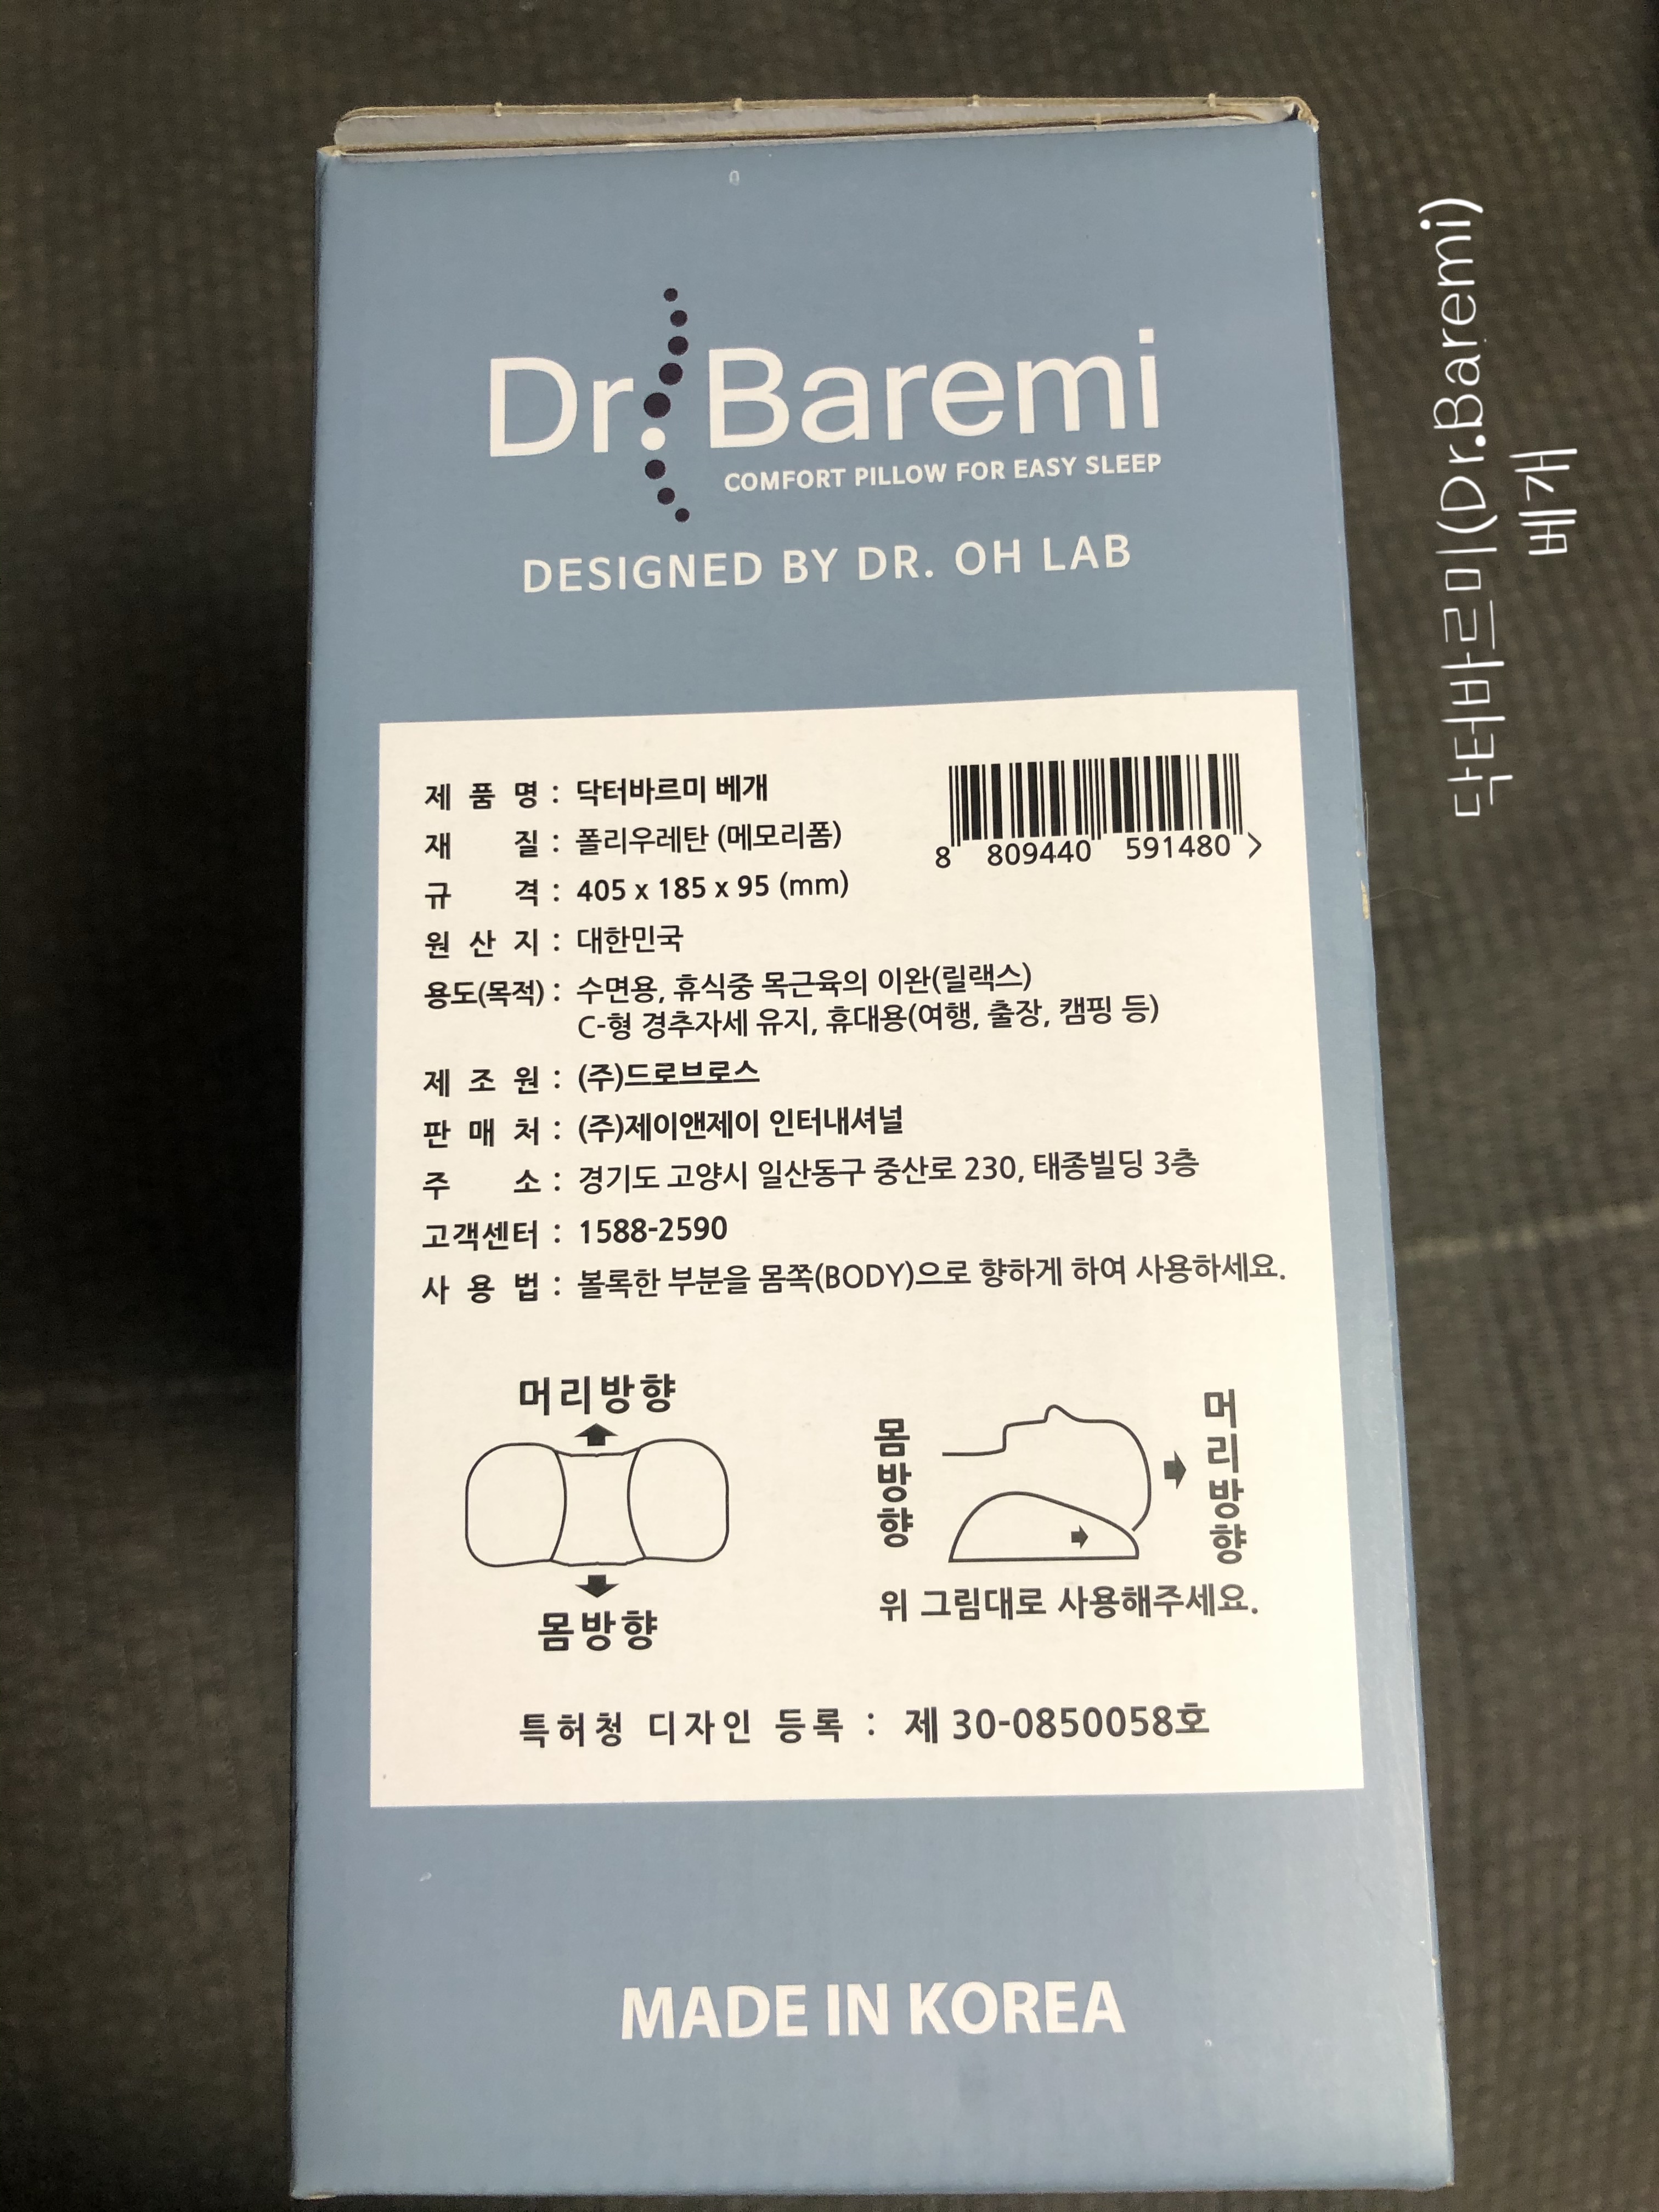 Dr. Baremi
COMFORT PILLOW FOR EASY SLEEP
DESIGNED BY DR. OH LAB
제품명 : 닥터바르미 베개
재질 : 폴리우레탄 (메모리폼)
규격 : 405 x 185 x 95 (mm)
원산지 : 대한민국
용도(목적) : 수면용, 휴식중 목근육의 이완(릴랙스)
C-형 경추자세 유지, 휴대용(여행, 출장, 캠핑 등)
제조원 : (주)드로브로스
판매처 : (주)제이앤제이 인터내셔널
주소 : 경기도 고양시 일산동구 중산로 230, 태종빌딩 3층
고객센터 : 1588-2590
사용법 : 볼록한 부분을 몸쪽(BODY)으로 향하게 하여 사용하세요.
8 809440 591480 >
머리방향
몸방향
몸방향
머리방향
위 그림대로 사용해주세요.
특허청 디자인 등록 : 제 30-0850058호
MADE IN KOREA
닥터바르미(Dr.Baremi)
베개